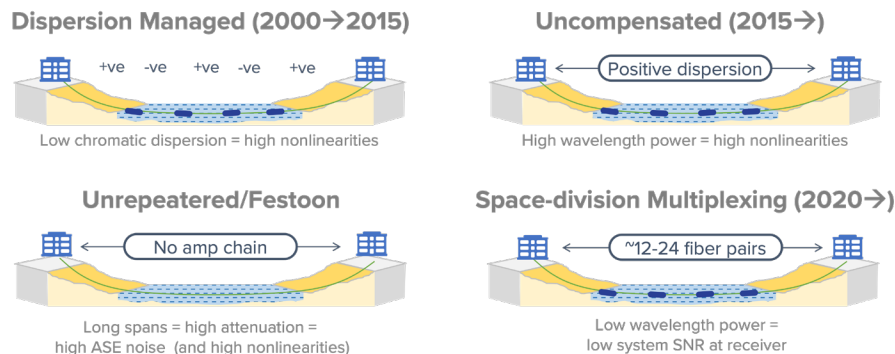 Dispersion Managed (2000→2015)
+ve -ve +ve -ve +ve
Low chromatic dispersion = high nonlinearities
Uncompensated (2015→)
Positive dispersion
High wavelength power = high nonlinearities
Unrepeatered/Festoon
No amp chain
Long spans = high attenuation =
high ASE noise (and high nonlinearities)
Space-division Multiplexing (2020→)
~12-24 fiber pairs
Low wavelength power =
low system SNR at receiver